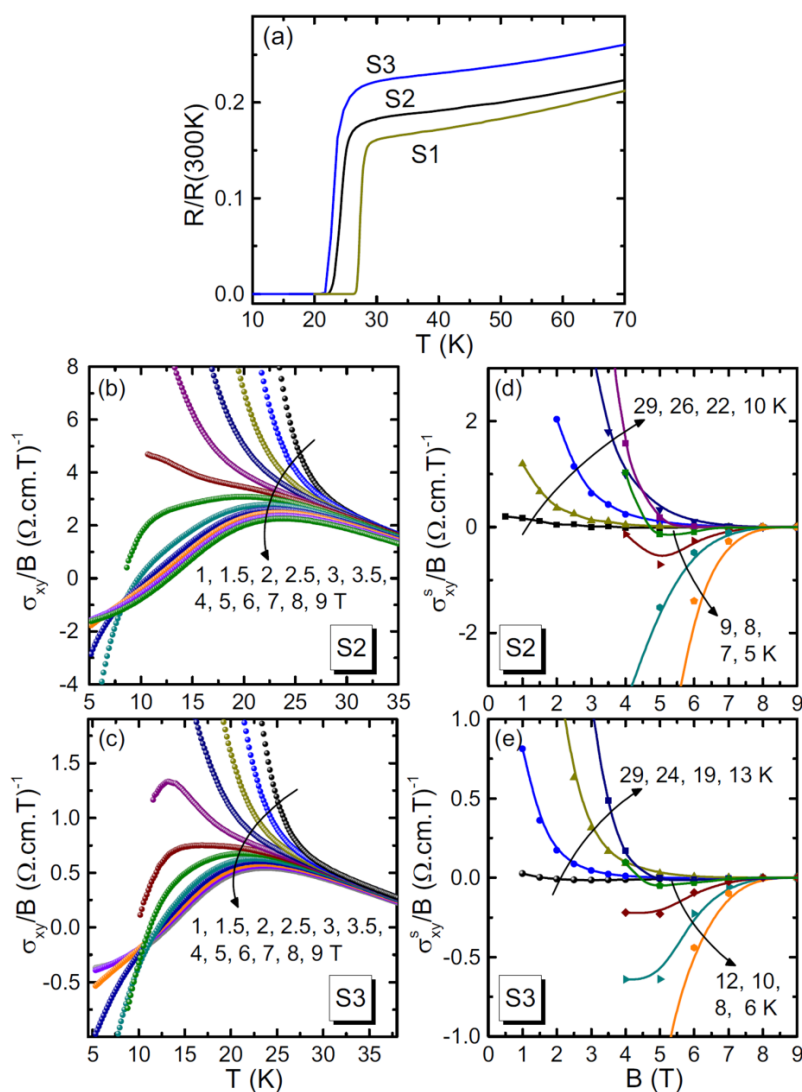 (a)
S3
S2
S1
R/R(300K)
0.2
0.1
0.0
10 20 30 40 50 60 70
T (K)
(b)
σxy/B (Ω.cm.T)⁻¹
8
6
4
2
0
-2
-4
1, 1.5, 2, 2.5, 3, 3.5,
4, 5, 6, 7, 8, 9 T
S2
5 10 15 20 25 30 35
(d)
σˢxy/B (Ω.cm.T)⁻¹
2
0
-2
29, 26, 22, 10 K
9, 8,
7, 5 K
S2
0 1 2 3 4 5 6 7 8 9
(c)
σxy/B (Ω.cm.T)⁻¹
1.5
1.0
0.5
0.0
-0.5
1, 1.5, 2, 2.5, 3, 3.5,
4, 5, 6, 7, 8, 9 T
S3
5 10 15 20 25 30 35
T (K)
(e)
σˢxy/B (Ω.cm.T)⁻¹
1.0
0.5
0.0
-0.5
-1.0
29, 24, 19, 13 K
12, 10,
8, 6 K
S3
0 1 2 3 4 5 6 7 8 9
B (T)